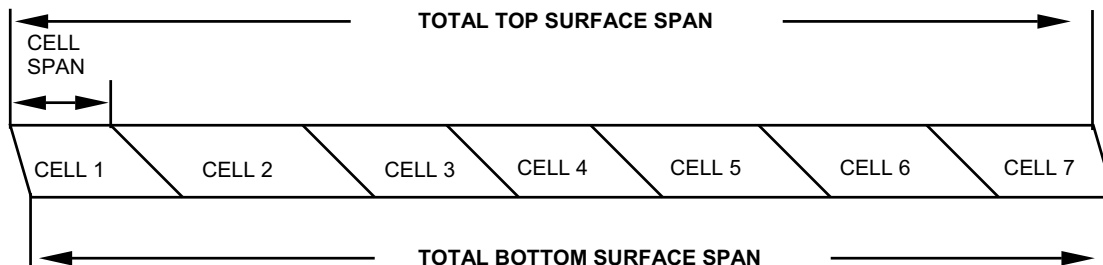 TOTAL TOP SURFACE SPAN
CELL
SPAN
CELL 1 CELL 2 CELL 3 CELL 4 CELL 5 CELL 6 CELL 7
TOTAL BOTTOM SURFACE SPAN